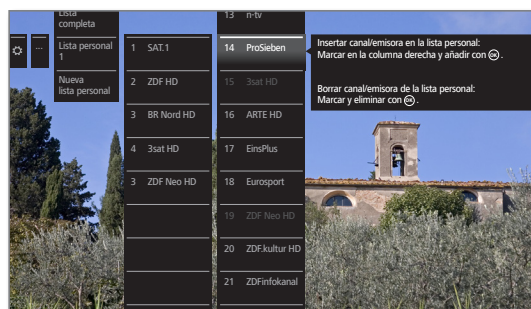 Lista
completa
...
Lista personal
1
Nueva
lista personal
1 SAT.1
2 ZDF HD
3 BR Nord HD
4 3sat HD
3 ZDF Neo HD
13 n-tv
14 ProSieben
15 3sat HD
16 ARTE HD
17 EinsPlus
18 Eurosport
19 ZDF Neo HD
20 ZDF.kultur HD
21 ZDFinfokanal
Insertar canal/emisora en la lista personal:
Marcar en la columna derecha y añadir con OK .
Borrar canal/emisora de la lista personal:
Marcar y eliminar con OK .